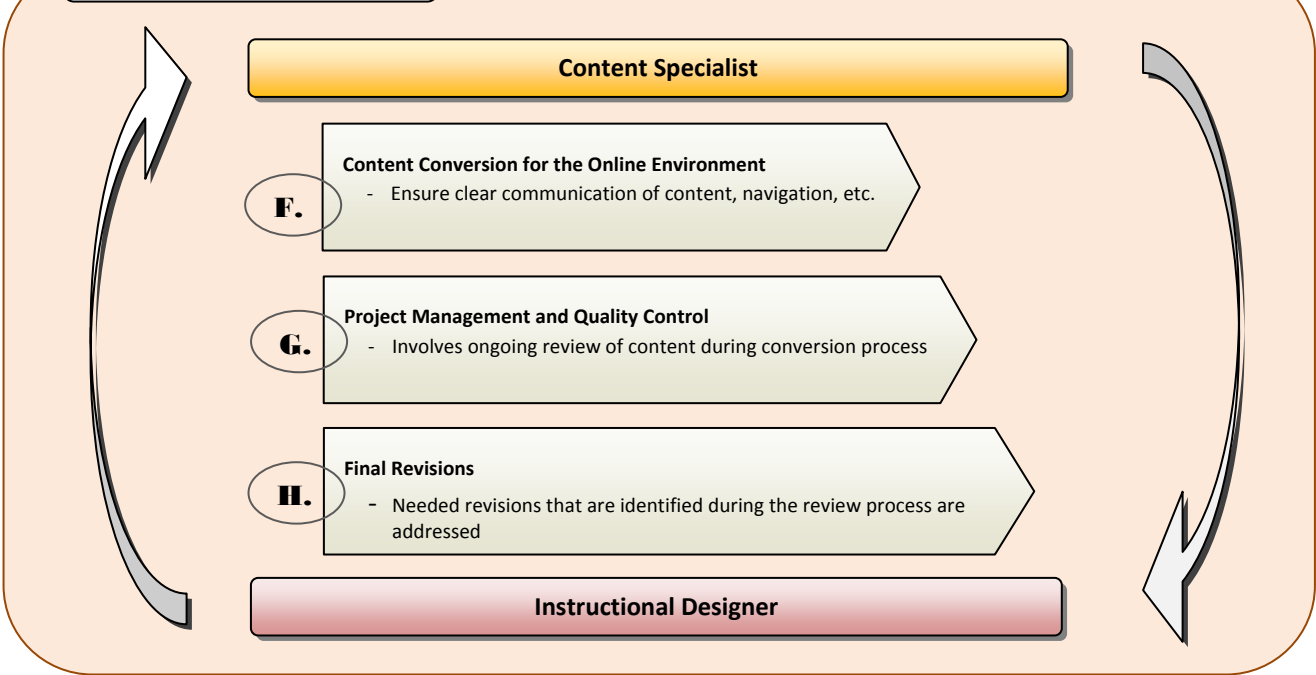 Content Specialist
Content Conversion for the Online Environment
- Ensure clear communication of content, navigation, etc.
F.
Project Management and Quality Control
- Involves ongoing review of content during conversion process
G.
Final Revisions
- Needed revisions that are identified during the review process are
addressed
H.
Instructional Designer